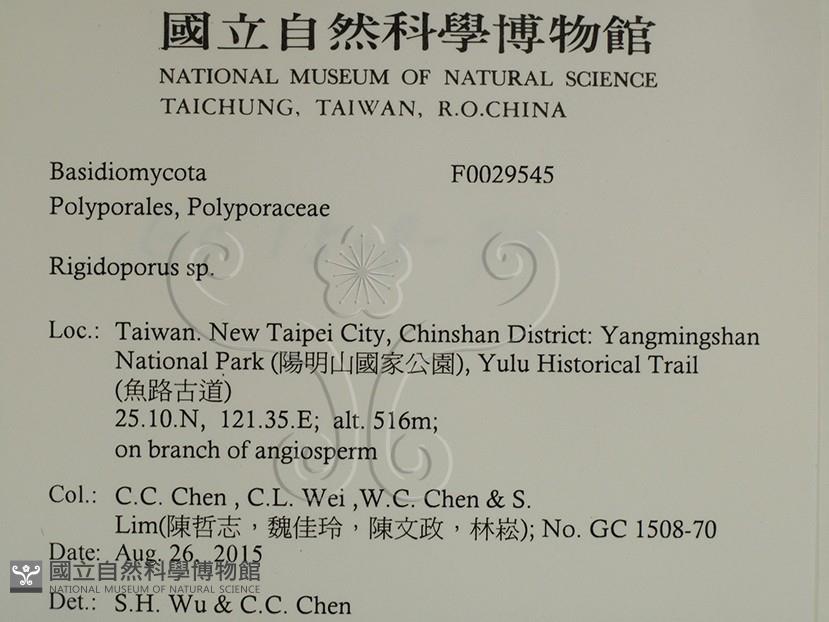 國立自然科學博物館
NATIONAL MUSEUM OF NATURAL SCIENCE
TAICHUNG, TAIWAN, R.O.CHINA
Basidiomycota F0029545
Polyporales, Polyporaceae
Rigidoporus sp.
Loc.: Taiwan. New Taipei City, Chinshan District: Yangmingshan
National Park (陽明山國家公園), Yulu Historical Trail
(魚路古道)
25.10.N, 121.35.E; alt. 516m;
on branch of angiosperm
Col.: C.C. Chen , C.L. Wei ,W.C. Chen & S.
Lim(陳哲志，魏佳玲，陳文政，林崧); No. GC 1508-70
Date: Aug. 26, 2015
國立自然科學博物館
NATIONAL MUSEUM OF NATURAL SCIENCE
Det.: S.H. Wu & C.C. Chen